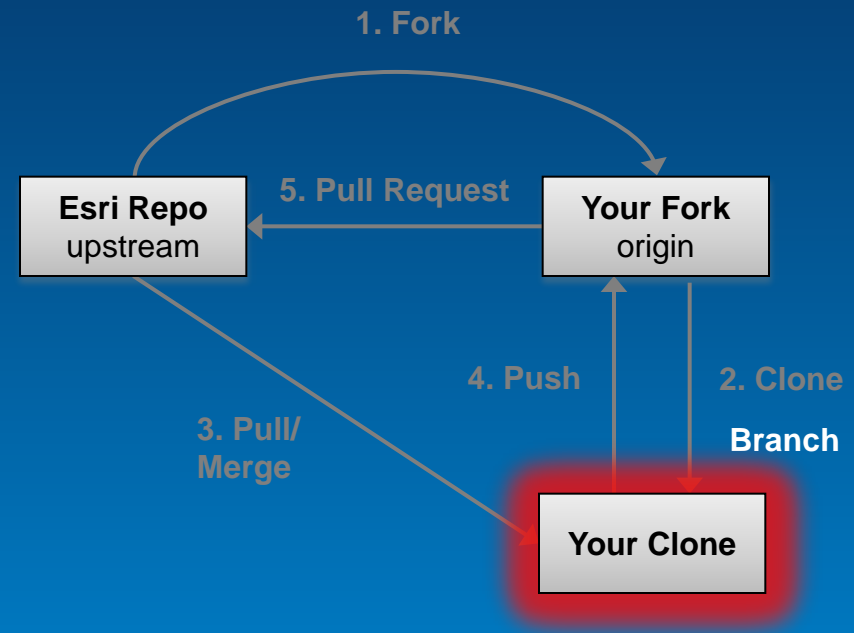 1. Fork
5. Pull Request
Esri Repo
upstream
Your Fork
origin
4. Push
2. Clone
3. Pull/
Merge
Branch
Your Clone